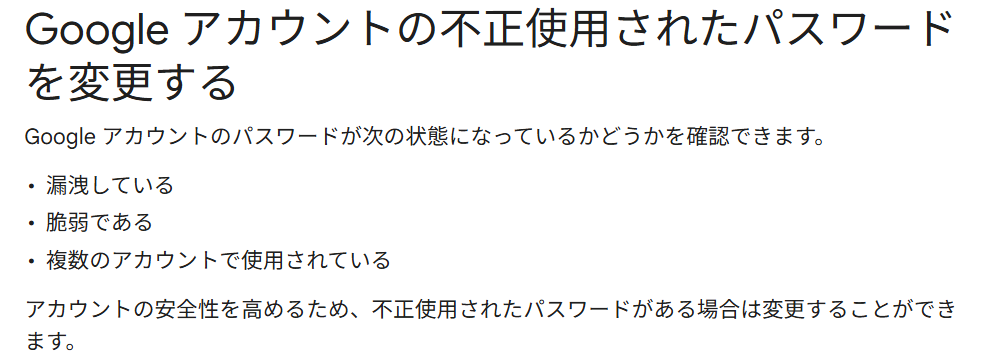 Google アカウントの不正使用されたパスワード
を変更する
Google アカウントのパスワードが次の状態になっているかどうかを確認できます。
• 漏洩している
• 脆弱である
• 複数のアカウントで使用されている
アカウントの安全性を高めるため、不正使用されたパスワードがある場合は変更することができ
ます。